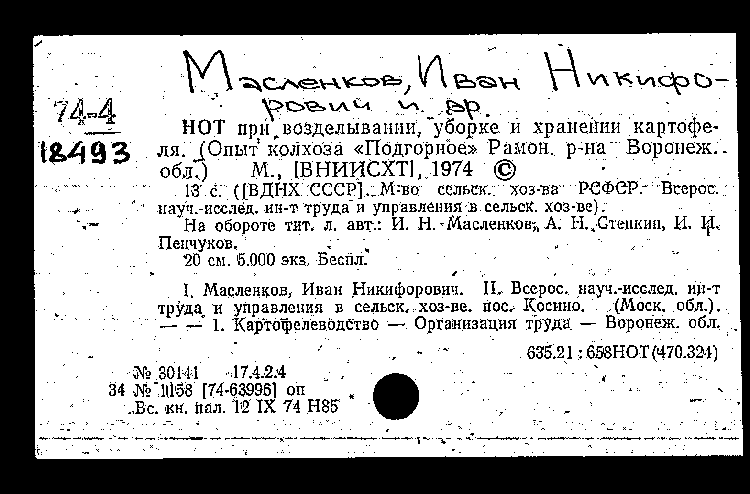 Масленков, Иван Никифо-
рович и др.
74-4
18493
НОТ при возделывании, уборке и хранении картофе-
ля. (Опыт колхоза «Подгорное» Рамон. р-на Воронеж.
обл.) М., [ВНИИСХТ], 1974 ©
13 с. ([ВДНХ СССР]. М-во сельск. хоз-ва РСФСР. Всерос.
науч.-исслед. ин-т труда и управления в сельск. хоз-ве).
На обороте тит. л. авт.: И. Н. Масленков, А. Н. Стенкин, И. И.
Пенчуков.
20 см. 5.000 экз. Беспл.
I. Масленков, Иван Никифорович. II. Всерос. науч.-исслед. ин-т
труда и управления в сельск. хоз-ве. пос. Косино. (Моск. обл.).
— — 1. Картофелеводство — Организация труда — Воронеж. обл.
635.21 : 658НОТ(470.324)
№ 30141 17.4.2.4
34 № 1158 [74-63996] оп
Вс. кн. пал. 12 IX 74 Н85